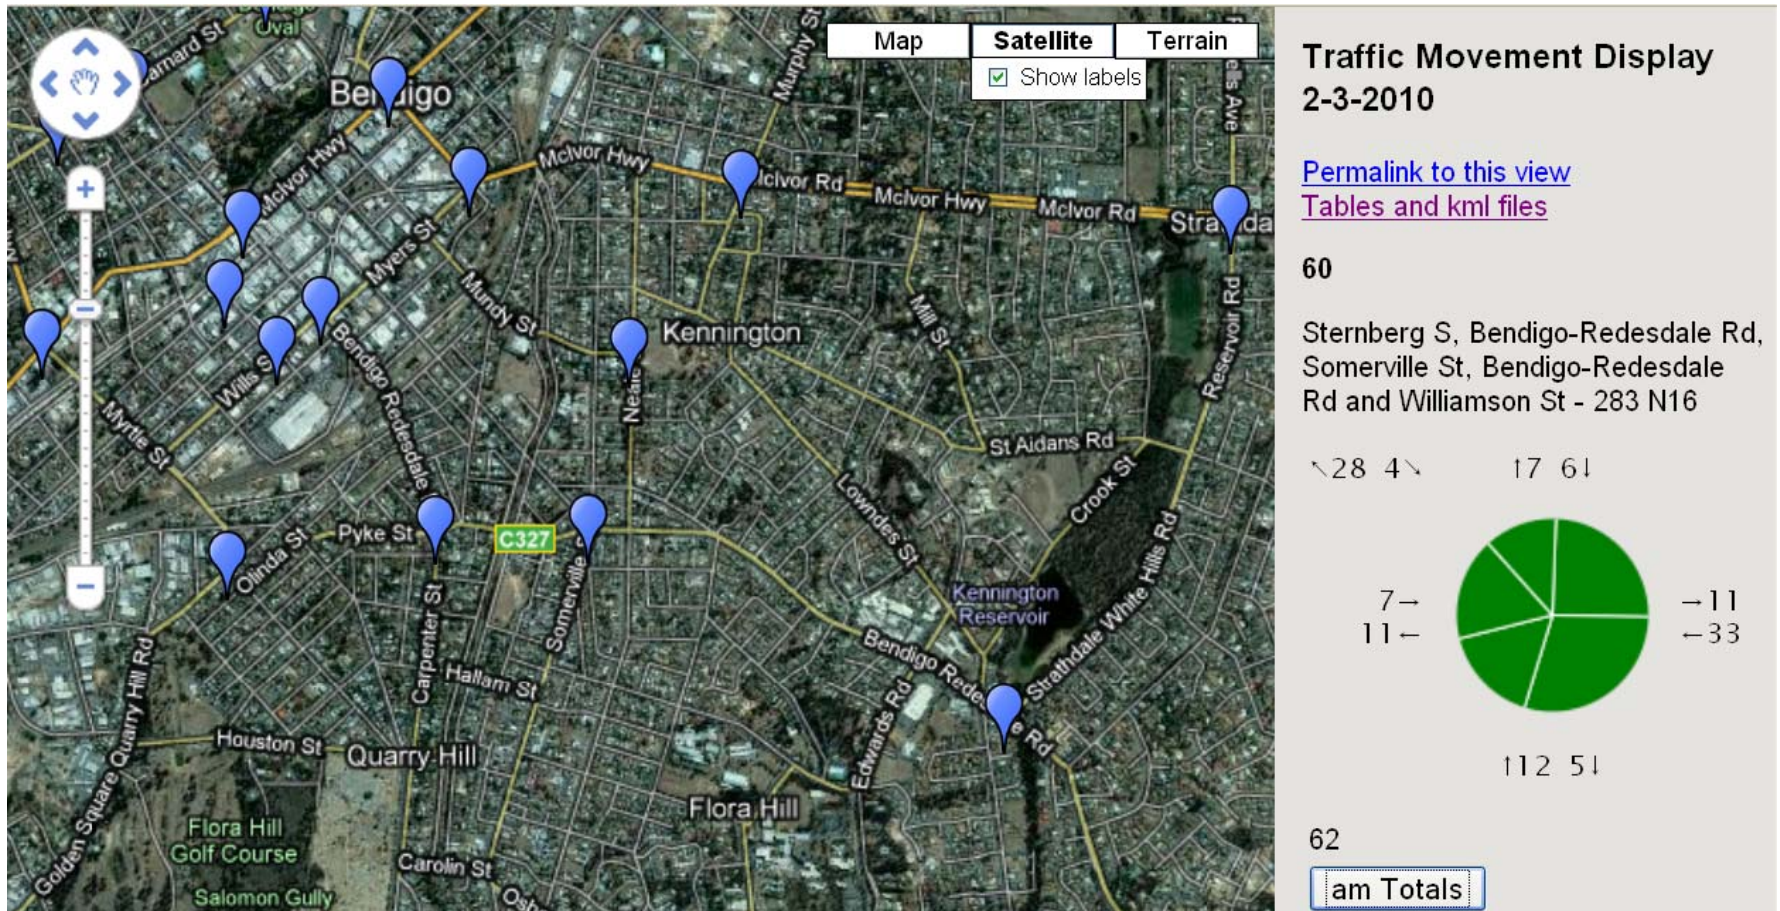 Oval
Barnard St
Murphy St
Map
Satellite
Terrain
Show labels
Bendigo
McIvor Hwy
McIvor Hwy
McIvor Rd
McIvor Hwy
McIvor Rd
Myers St
Mundy St
Kennington
Mill St
Reservoir Rd
Wills S
Bendigo Redesdale
Myrtle St
St Aidans Rd
Crook St
Lowndes St
Pyke St
C327
Olinda St
Somerville S
Carpenter St
Kennington
Reservoir
Strathdale White Hills Rd
Hallam St
Edwards Rd
Golden Square Quarry Hill Rd
Houston St
Quarry Hill
Flora Hill
Flora Hill
Golf Course
Carolin St
Salomon Gully
Traffic Movement Display
2-3-2010
Permalink to this view
Tables and kml files
60
Sternberg S, Bendigo-Redesdale Rd,
Somerville St, Bendigo-Redesdale
Rd and Williamson St - 283 N16
↖28 4↘ ↑7 6↓
7→ →11
11← ←33
↑12 5↓
62
am Totals